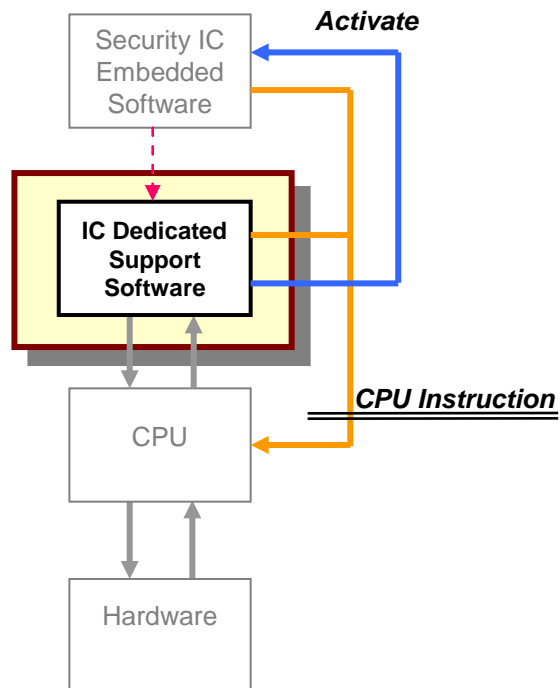 Activate
Security IC
Embedded
Software
IC Dedicated
Support
Software
CPU Instruction
CPU
Hardware